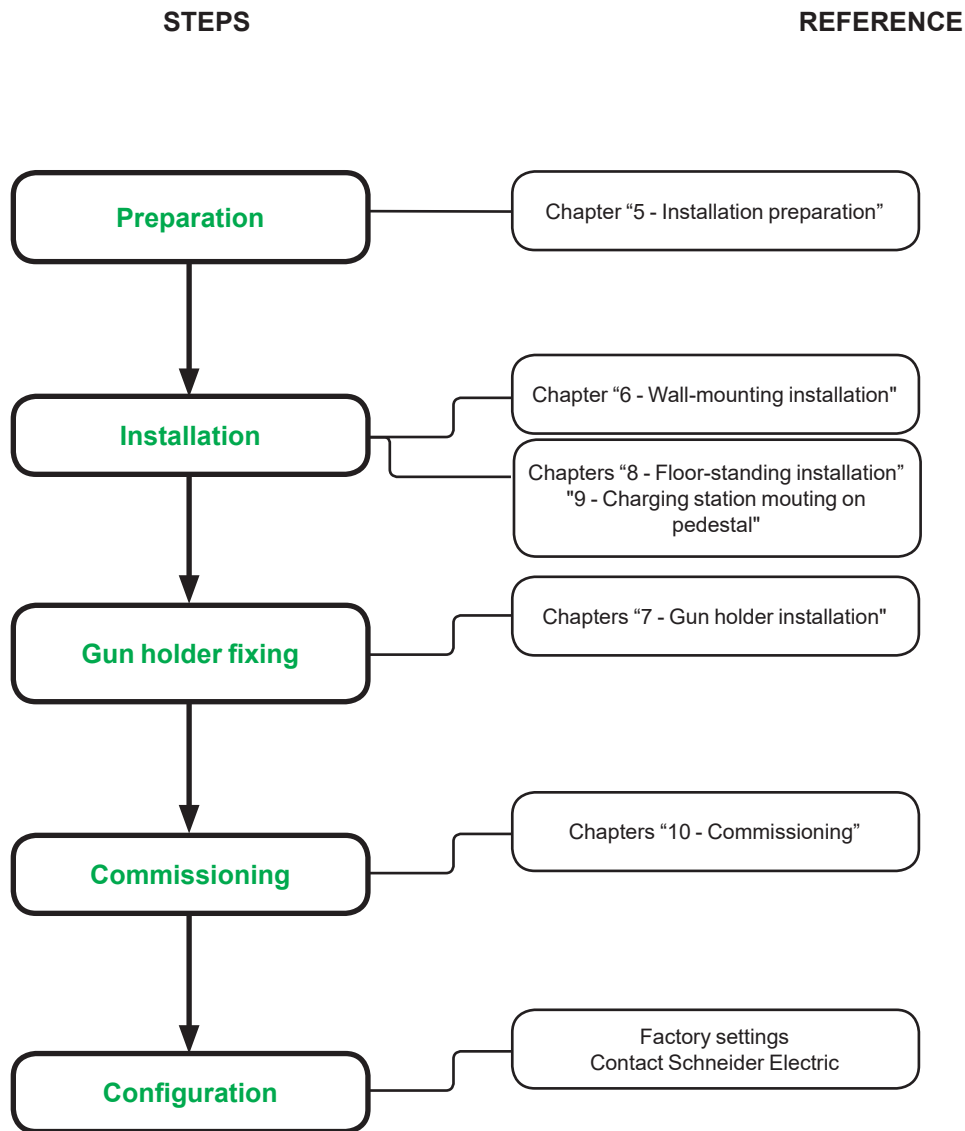 STEPS
REFERENCE
Preparation
Chapter “5 - Installation preparation”
Installation
Chapter “6 - Wall-mounting installation"
Chapters “8 - Floor-standing installation”
"9 - Charging station mouting on
pedestal"
Gun holder fixing
Chapters “7 - Gun holder installation"
Commissioning
Chapters “10 - Commissioning”
Configuration
Factory settings
Contact Schneider Electric